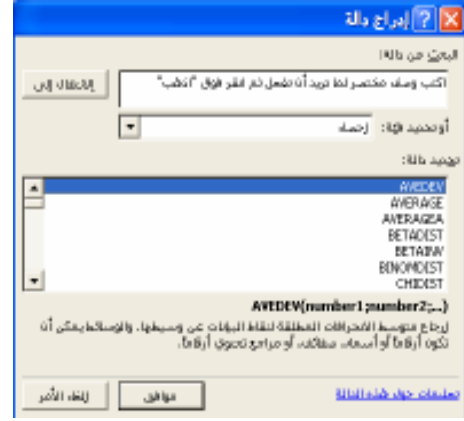 إدراج دالة
البحث عن دالة:
اكتب وصف مختصر لما تريد أن تفعل ثم انقر فوق "اذهب"
الانتقال إلى
أو تحديد فئة: إحصاء
تحديد دالة:
AVEDEV
AVERAGE
AVERAGEA
BETADIST
BETAINV
BINOMDIST
CHIDIST
AVEDEV(number1;number2;...)
إرجاع متوسط الانحرافات المطلقة لنقاط البيانات عن وسيطها. والوسائط يمكن أن
تكون أرقاماً أو أسماء، صفائف، أو مراجع تحتوي أرقاماً.
تعليمات حول هذه الدالة
موافق
إلغاء الأمر